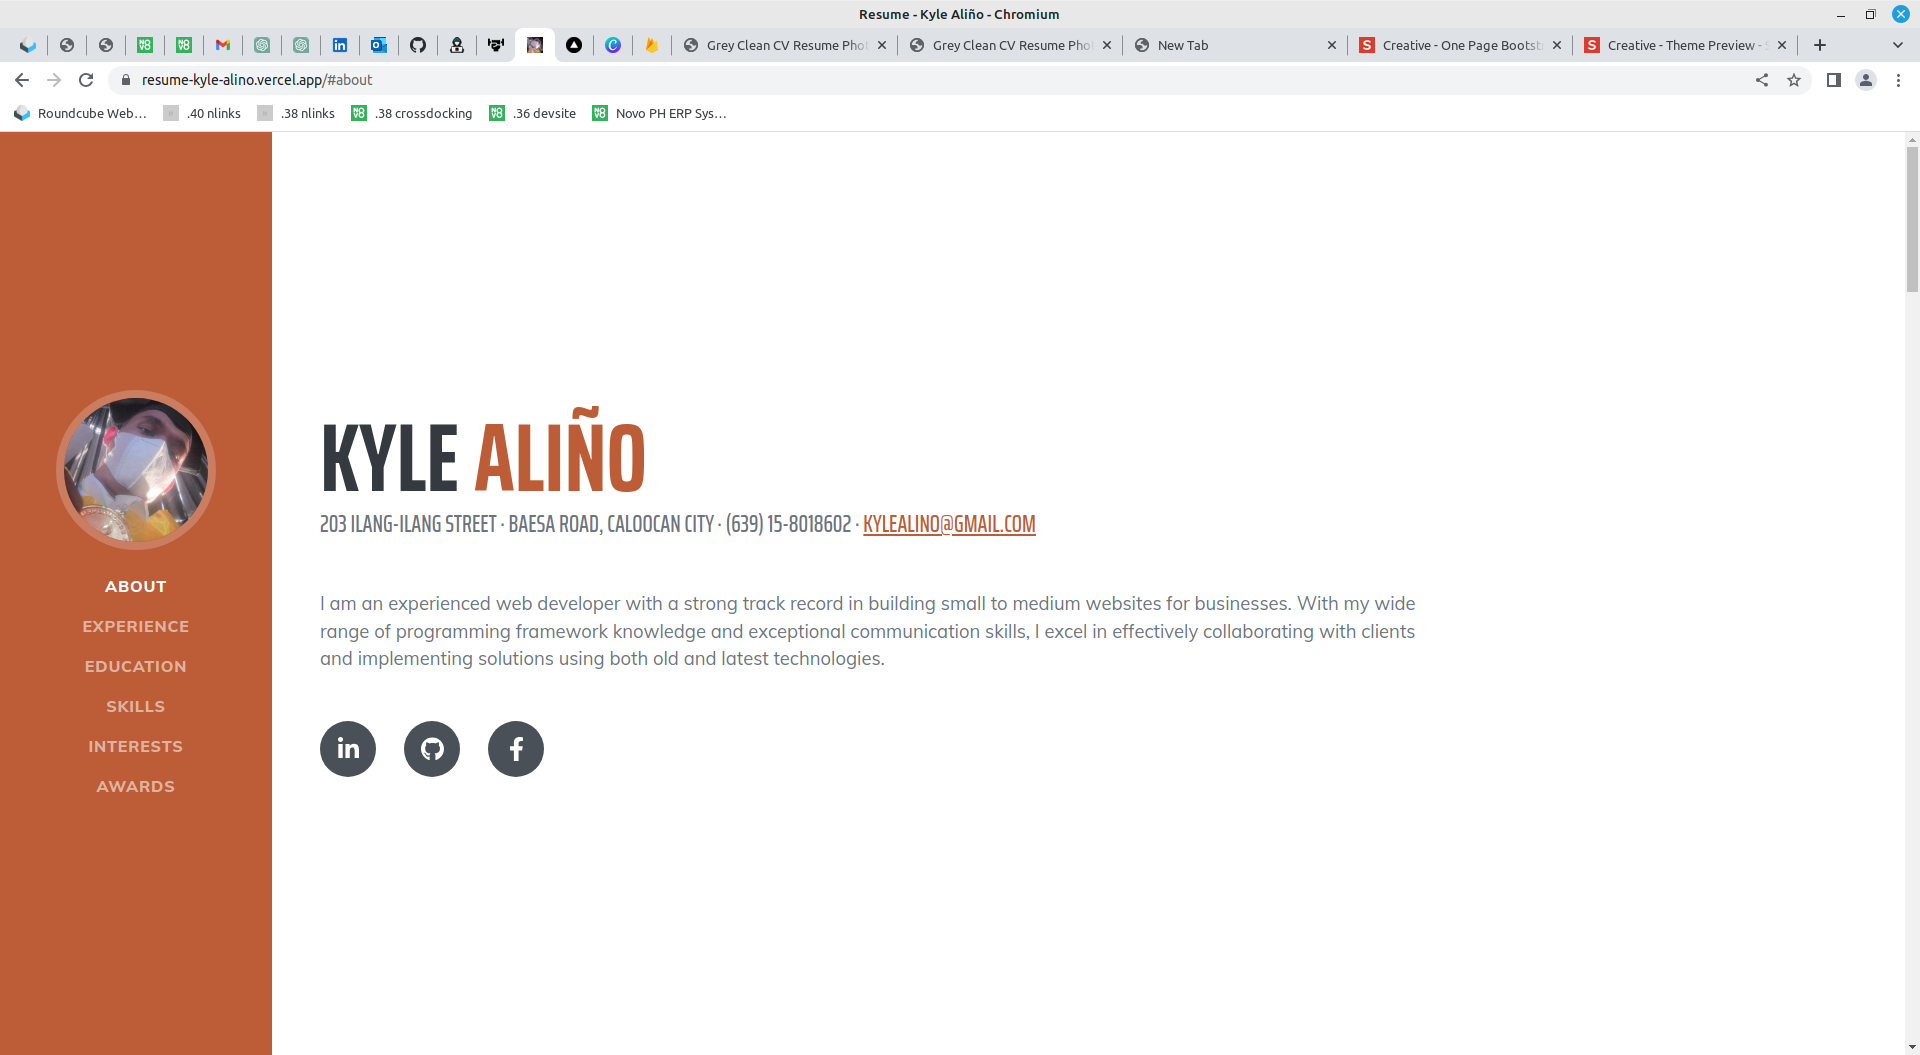 Resume - Kyle Aliño - Chromium
Grey Clean CV Resume Pho
Grey Clean CV Resume Pho
New Tab
Creative - One Page Bootst
Creative - Theme Preview -
resume-kyle-alino.vercel.app/#about
Roundcube Web...
.40 nlinks
.38 nlinks
.38 crossdocking
.36 devsite
Novo PH ERP Sys...
KYLE ALIÑO
203 ILANG-ILANG STREET · BAESA ROAD, CALOOCAN CITY · (639) 15-8018602 · KYLEALINO@GMAIL.COM
ABOUT
EXPERIENCE
EDUCATION
SKILLS
INTERESTS
AWARDS
I am an experienced web developer with a strong track record in building small to medium websites for businesses. With my wide
range of programming framework knowledge and exceptional communication skills, I excel in effectively collaborating with clients
and implementing solutions using both old and latest technologies.